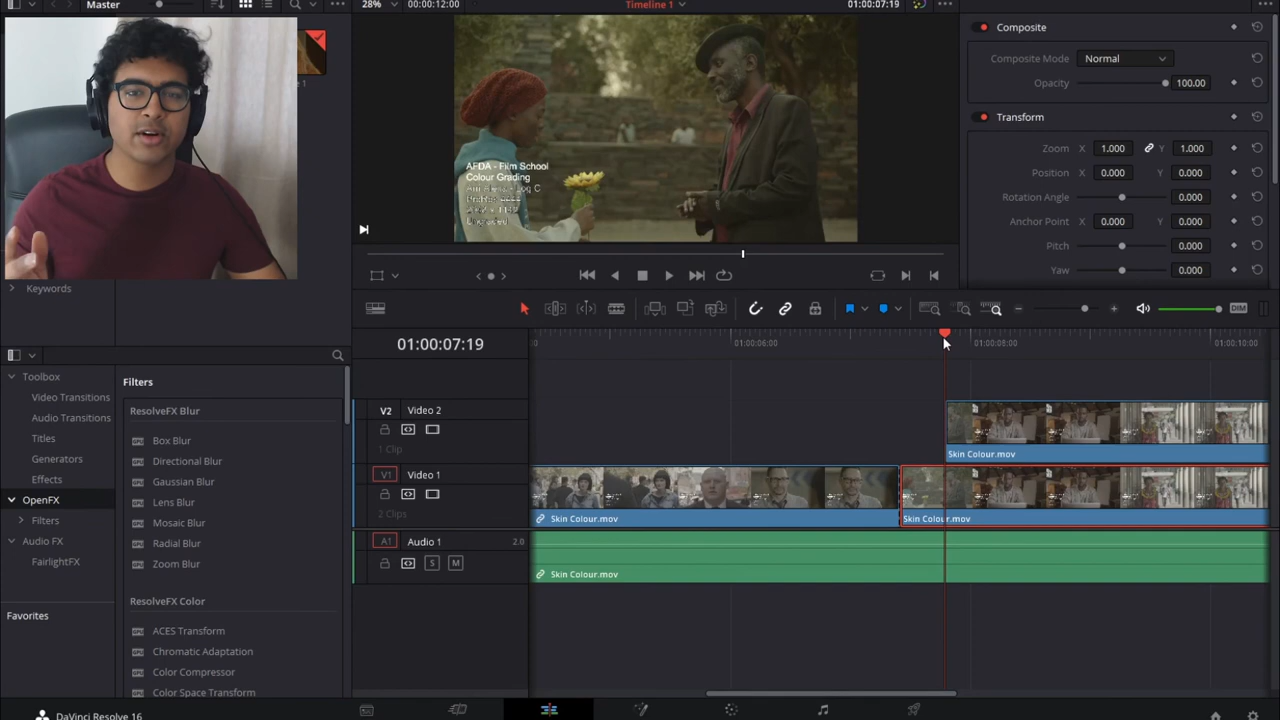 Master
28%
00:00:12:00
Timeline 1
01:00:07:19
Composite
Composite Mode
Normal
Opacity
100.00
Transform
Zoom X 1.000 Y 1.000
Position X 0.000 Y 0.000
Rotation Angle 0.000
Anchor Point X 0.000 Y 0.000
Pitch 0.000
Yaw 0.000
AFDA - Film School
Colour Grading
Keywords
DIM
01:00:07:19
01:00:06:00
01:00:08:00
01:00:10:00
Toolbox
Video Transitions
Audio Transitions
Titles
Generators
Effects
OpenFX
Filters
Audio FX
FairlightFX
Favorites
Filters
ResolveFX Blur
Box Blur
Directional Blur
Gaussian Blur
Lens Blur
Mosaic Blur
Radial Blur
Zoom Blur
ResolveFX Color
ACES Transform
Chromatic Adaptation
Color Compressor
Color Space Transform
V2 Video 2
1 Clip
Skin Colour.mov
V1 Video 1
2 Clips
Skin Colour.mov
Skin Colour.mov
A1 Audio 1 2.0
S M
Skin Colour.mov
DaVinci Resolve 16